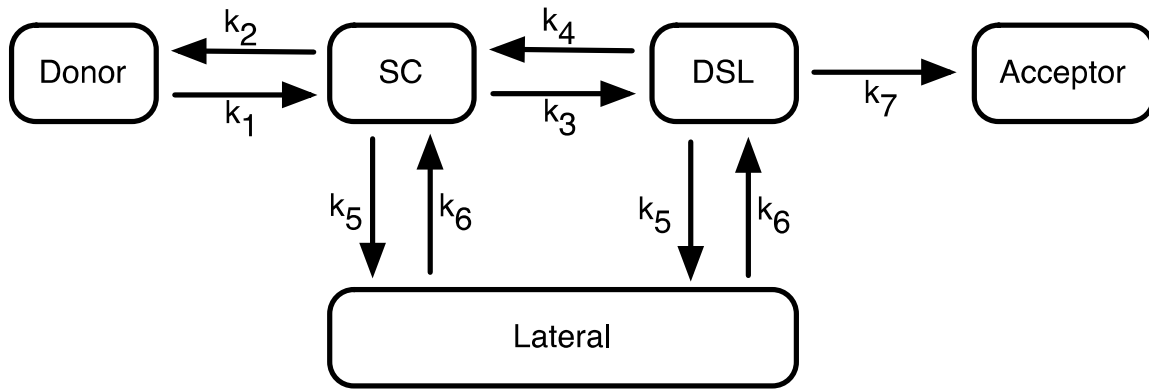 k2
k4
Donor
SC
DSL
Acceptor
k1
k3
k7
k5
k6
k5
k6
Lateral